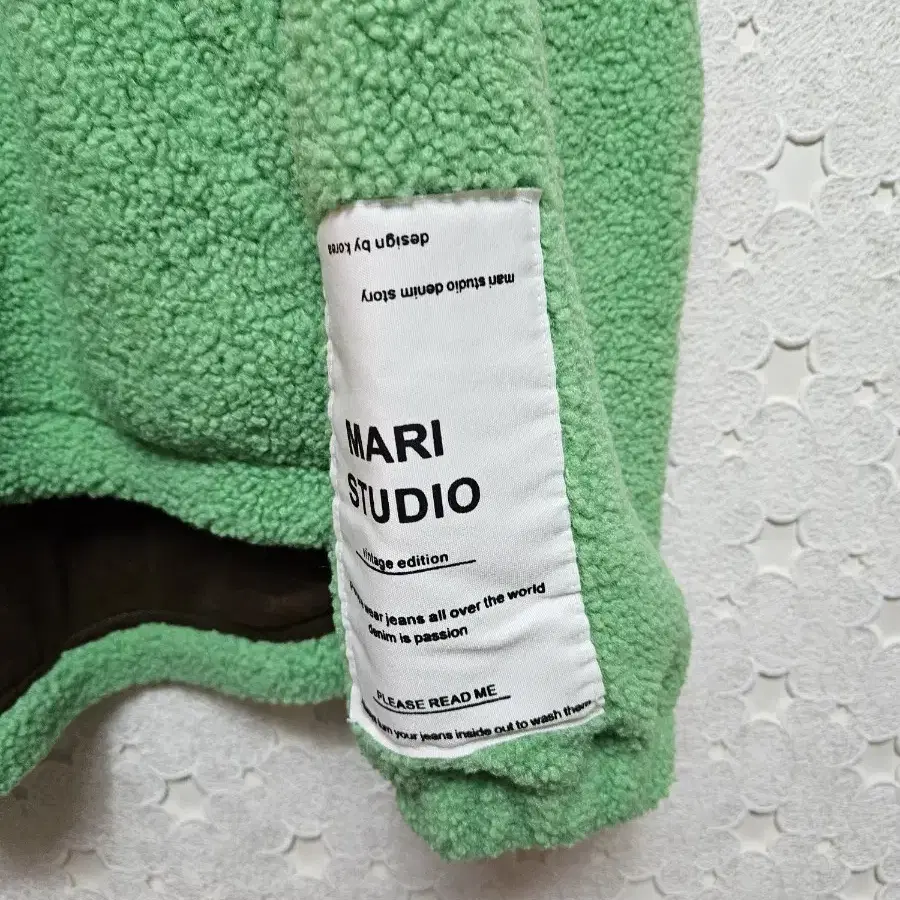 design by korea
mari studio denim story
MARI
STUDIO
vintage edition
wear jeans all over the world
denim is passion
PLEASE READ ME
turn your jeans inside out to wash them